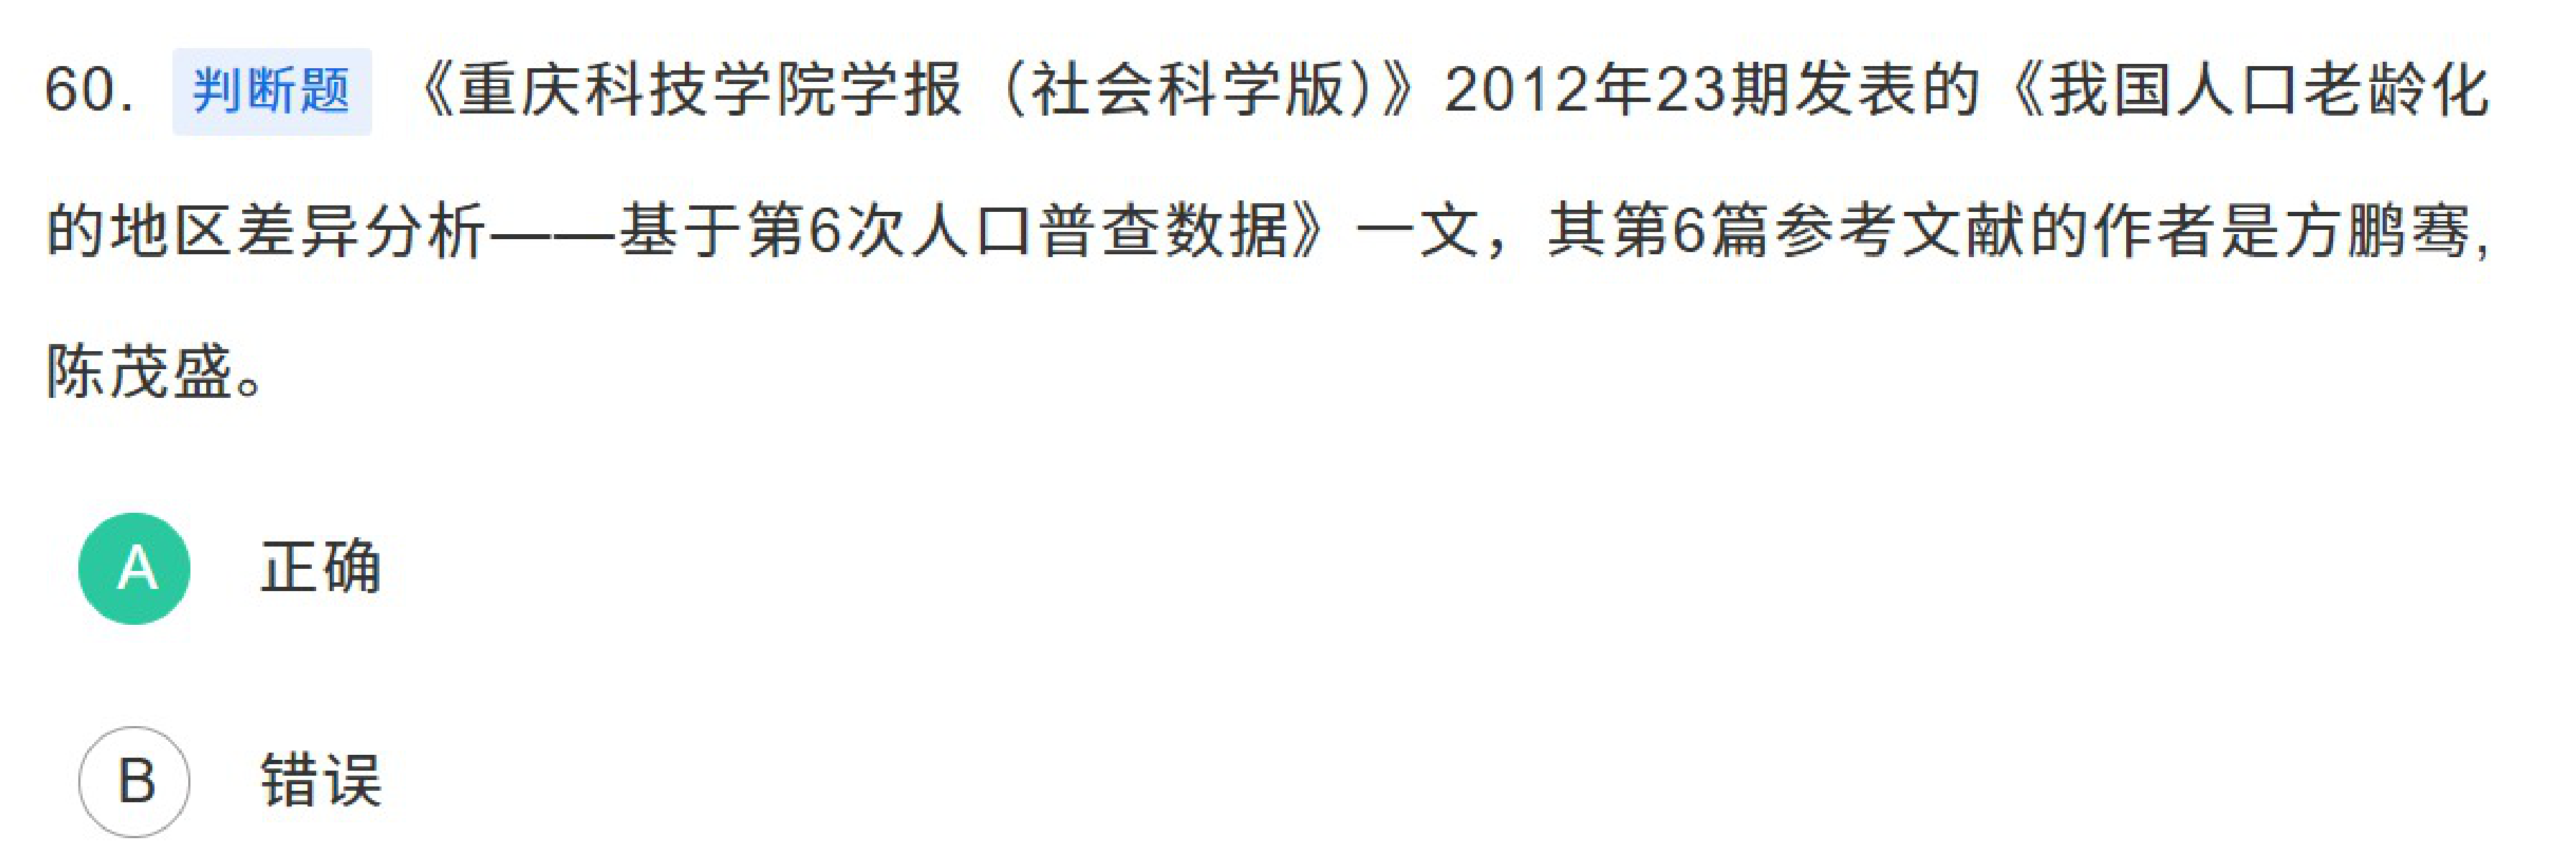 60. 判断题 《重庆科技学院学报（社会科学版）》2012年23期发表的《我国人口老龄化
的地区差异分析——基于第6次人口普查数据》一文，其第6篇参考文献的作者是方鹏骞,
陈茂盛。
A 正确
B 错误